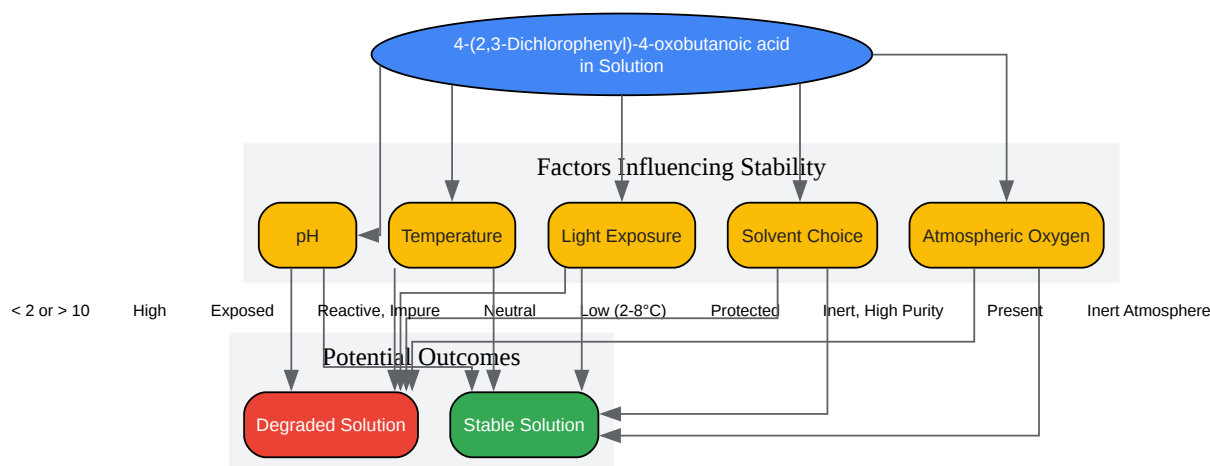 4-(2,3-Dichlorophenyl)-4-oxobutanoic acid
in Solution
Factors Influencing Stability
pH
Temperature
Light Exposure
Solvent Choice
Atmospheric Oxygen
< 2 or > 10
High
Exposed
Reactive, Impure
Neutral
Low (2-8°C)
Protected
Inert, High Purity
Present
Inert Atmosphere
Potential Outcomes
Degraded Solution
Stable Solution